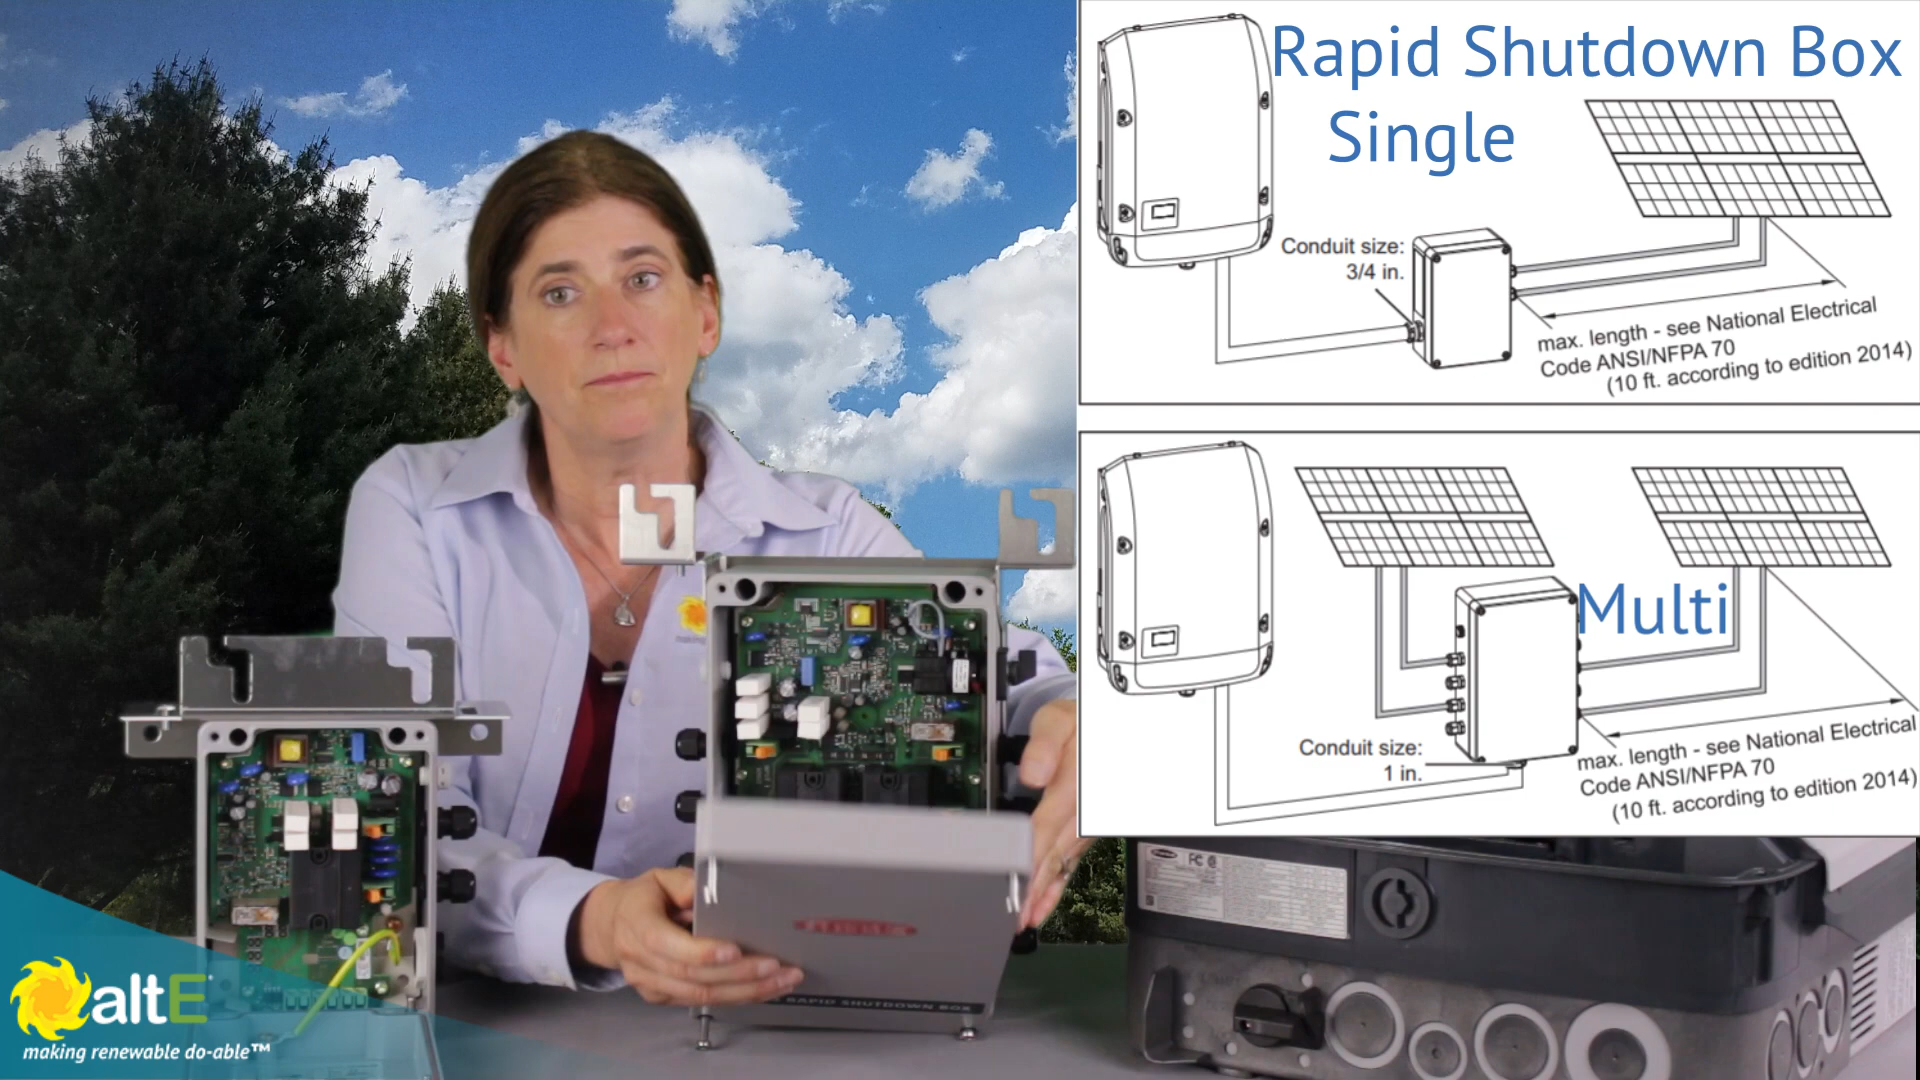 Rapid Shutdown Box
Single
Conduit size:
3/4 in.
max. length - see National Electrical
Code ANSI/NFPA 70
(10 ft. according to edition 2014)
Multi
Conduit size:
1 in.
max. length - see National Electrical
Code ANSI/NFPA 70
(10 ft. according to edition 2014)
Fronius
RAPID SHUTDOWN BOX
FC
altE
making renewable do-able™